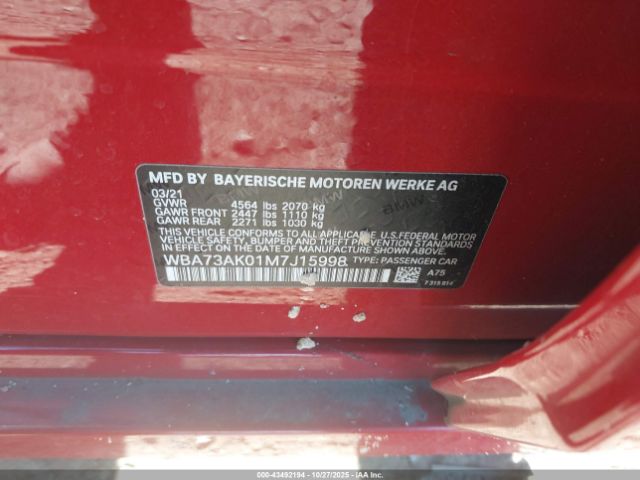 MFD BY BAYERISCHE MOTOREN WERKE AG
03/21
GVWR 4564 lbs 2070 kg
GAWR FRONT 2447 lbs 1110 kg
GAWR REAR 2271 lbs 1030 kg
THIS VEHICLE CONFORMS TO ALL APPLICABLE U.S. FEDERAL MOTOR
VEHICLE SAFETY, BUMPER, AND THEFT PREVENTION STANDARDS
IN EFFECT ON THE DATE OF MANUFACTURE SHOWN ABOVE.
WBA73AK01M7J15998 TYPE: PASSENGER CAR
A75
7315814
000-43492194 - 10/27/2025 - IAAI.COM